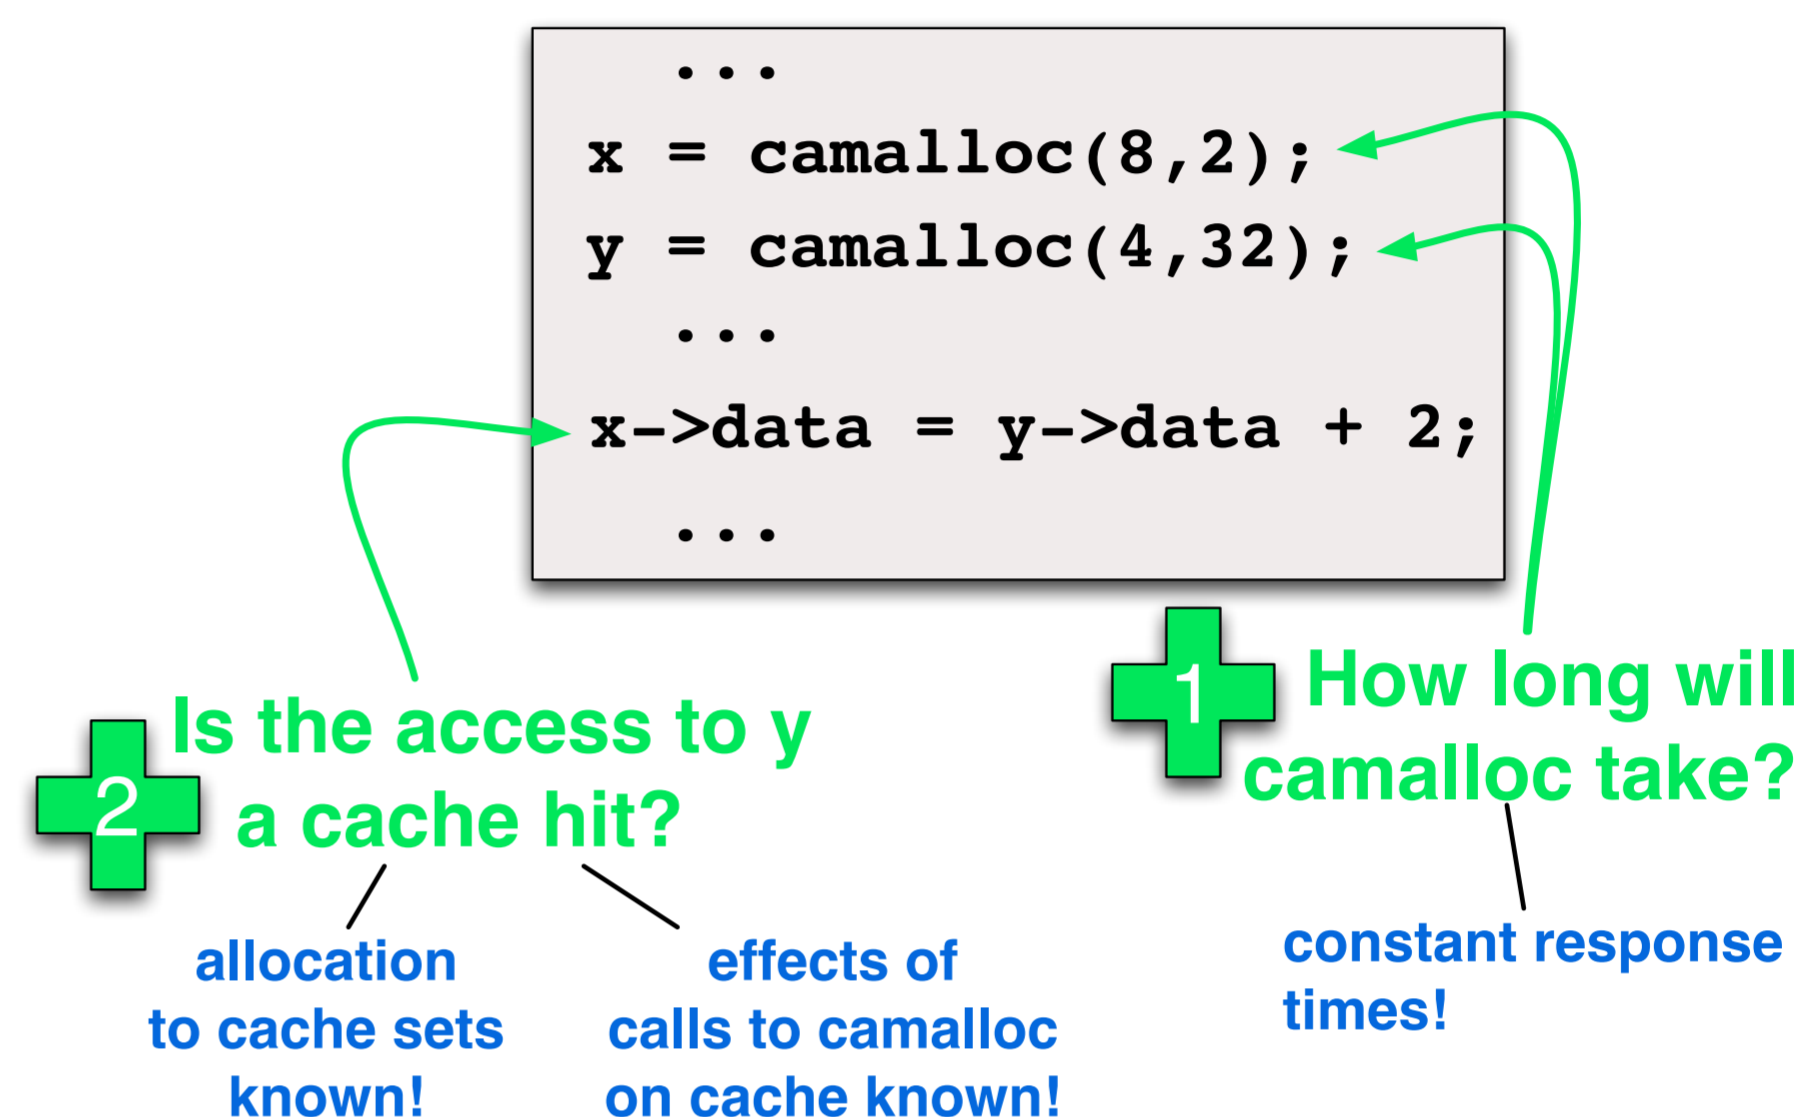 ...
x = camalloc(8,2);
y = camalloc(4,32);
...
x->data = y->data + 2;
...
1
How long will
camalloc take?
constant response
times!
2
Is the access to y
a cache hit?
allocation
to cache sets
known!
effects of
calls to camalloc
on cache known!